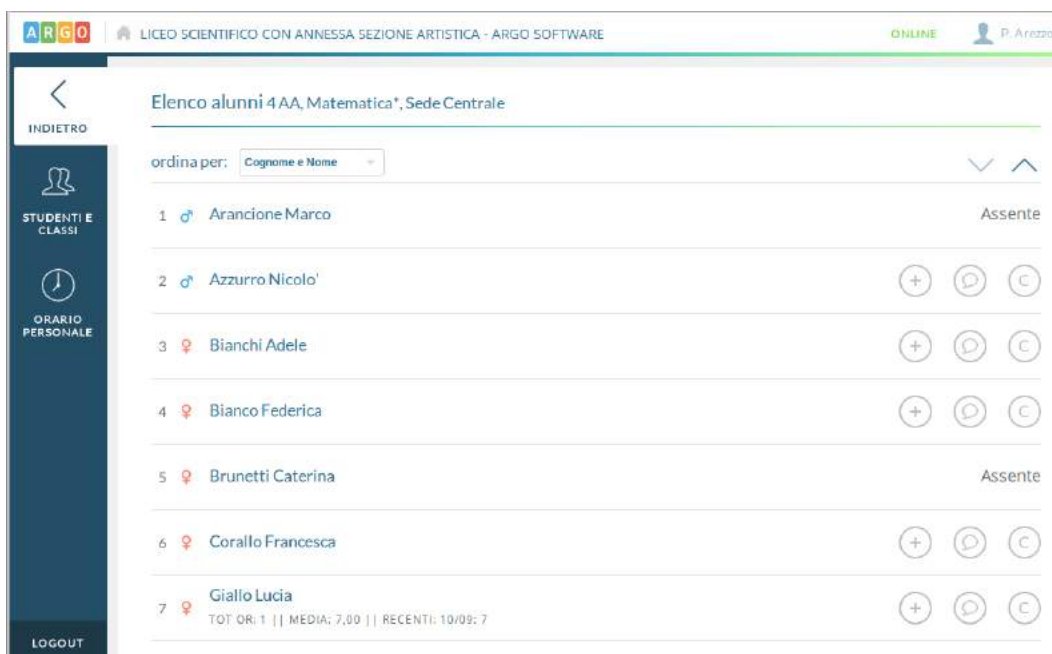 ARGO
LICEO SCIENTIFICO CON ANNESSA SEZIONE ARTISTICA - ARGO SOFTWARE
ONLINE
P. Arezzo
INDIETRO
STUDENTI E
CLASSI
ORARIO
PERSONALE
LOGOUT
Elenco alunni 4 AA, Matematica*, Sede Centrale
ordina per: Cognome e Nome
1 ♂ Arancione Marco Assente
2 ♂ Azzurro Nicolo'
+ C
3 ♀ Bianchi Adele
+ C
4 ♀ Bianco Federica
+ C
5 ♀ Brunetti Caterina Assente
6 ♀ Corallo Francesca
+ C
7 ♀ Giallo Lucia
+ C
TOT OR: 1 || MEDIA: 7,00 || RECENTI: 10/09: 7